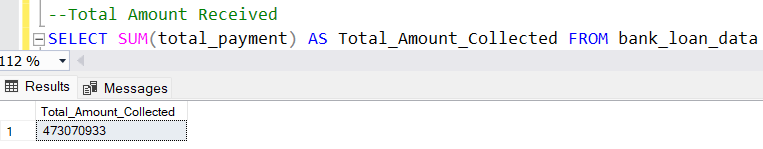 --Total Amount Received
SELECT SUM(total_payment) AS Total_Amount_Collected FROM bank_loan_data
112 %
Results Messages
Total_Amount_Collected
1 473070933